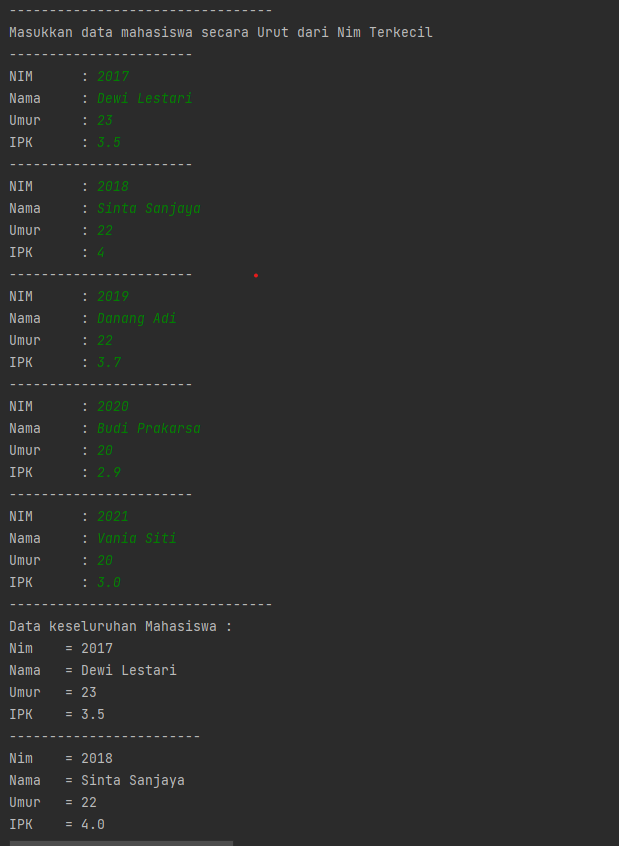 ---------------------------------
Masukkan data mahasiswa secara Urut dari Nim Terkecil
-----------------------
NIM      : 2017
Nama     : Dewi Lestari
Umur     : 23
IPK      : 3.5
-----------------------
NIM      : 2018
Nama     : Sinta Sanjaya
Umur     : 22
IPK      : 4
-----------------------
NIM      : 2019
Nama     : Danang Adi
Umur     : 22
IPK      : 3.7
-----------------------
NIM      : 2020
Nama     : Budi Prakarsa
Umur     : 20
IPK      : 2.9
-----------------------
NIM      : 2021
Nama     : Vania Siti
Umur     : 20
IPK      : 3.0
---------------------------------
Data keseluruhan Mahasiswa :
Nim    = 2017
Nama   = Dewi Lestari
Umur   = 23
IPK    = 3.5
------------------------
Nim    = 2018
Nama   = Sinta Sanjaya
Umur   = 22
IPK    = 4.0